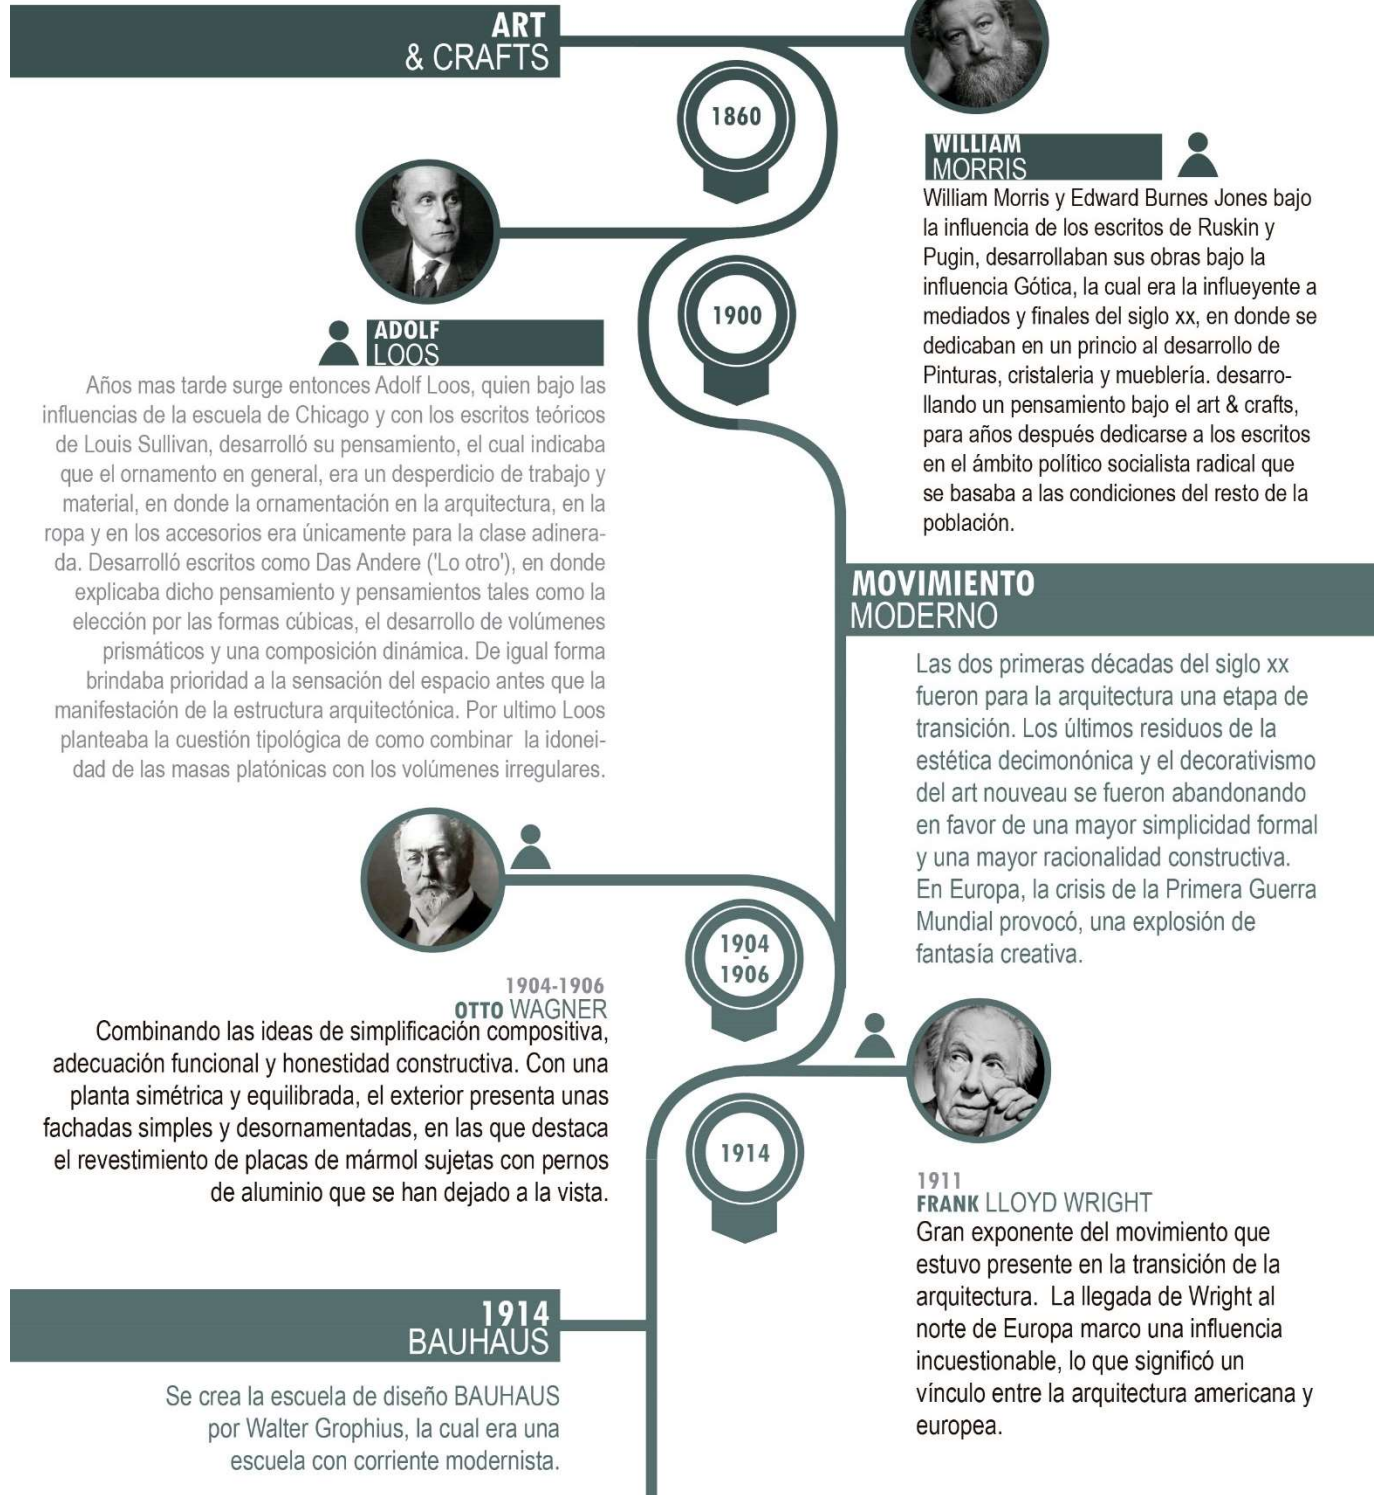 ART
& CRAFTS
1860
WILLIAM
MORRIS
William Morris y Edward Burnes Jones bajo
la influencia de los escritos de Ruskin y
Pugin, desarrollaban sus obras bajo la
influencia Gótica, la cual era la influeyente a
mediados y finales del siglo xx, en donde se
dedicaban en un princio al desarrollo de
Pinturas, cristaleria y mueblería. desarro-
llando un pensamiento bajo el art & crafts,
para años después dedicarse a los escritos
en el ámbito político socialista radical que
se basaba a las condiciones del resto de la
población.
1900
ADOLF
LOOS
Años mas tarde surge entonces Adolf Loos, quien bajo las
influencias de la escuela de Chicago y con los escritos teóricos
de Louis Sullivan, desarrolló su pensamiento, el cual indicaba
que el ornamento en general, era un desperdicio de trabajo y
material, en donde la ornamentación en la arquitectura, en la
ropa y en los accesorios era únicamente para la clase adinera-
da. Desarrolló escritos como Das Andere ('Lo otro'), en donde
explicaba dicho pensamiento y pensamientos tales como la
elección por las formas cúbicas, el desarrollo de volúmenes
prismáticos y una composición dinámica. De igual forma
brindaba prioridad a la sensación del espacio antes que la
manifestación de la estructura arquitectónica. Por ultimo Loos
planteaba la cuestión tipológica de como combinar la idonei-
dad de las masas platónicas con los volúmenes irregulares.
MOVIMIENTO
MODERNO
Las dos primeras décadas del siglo xx
fueron para la arquitectura una etapa de
transición. Los últimos residuos de la
estética decimonónica y el decorativismo
del art nouveau se fueron abandonando
en favor de una mayor simplicidad formal
y una mayor racionalidad constructiva.
En Europa, la crisis de la Primera Guerra
Mundial provocó, una explosión de
fantasía creativa.
1904
-
1906
1904-1906
OTTO WAGNER
Combinando las ideas de simplificación compositiva,
adecuación funcional y honestidad constructiva. Con una
planta simétrica y equilibrada, el exterior presenta unas
fachadas simples y desornamentadas, en las que destaca
el revestimiento de placas de mármol sujetas con pernos
de aluminio que se han dejado a la vista.
1914
1911
FRANK LLOYD WRIGHT
Gran exponente del movimiento que
estuvo presente en la transición de la
arquitectura. La llegada de Wright al
norte de Europa marco una influencia
incuestionable, lo que significó un
vínculo entre la arquitectura americana y
europea.
1914
BAUHAUS
Se crea la escuela de diseño BAUHAUS
por Walter Grophius, la cual era una
escuela con corriente modernista.